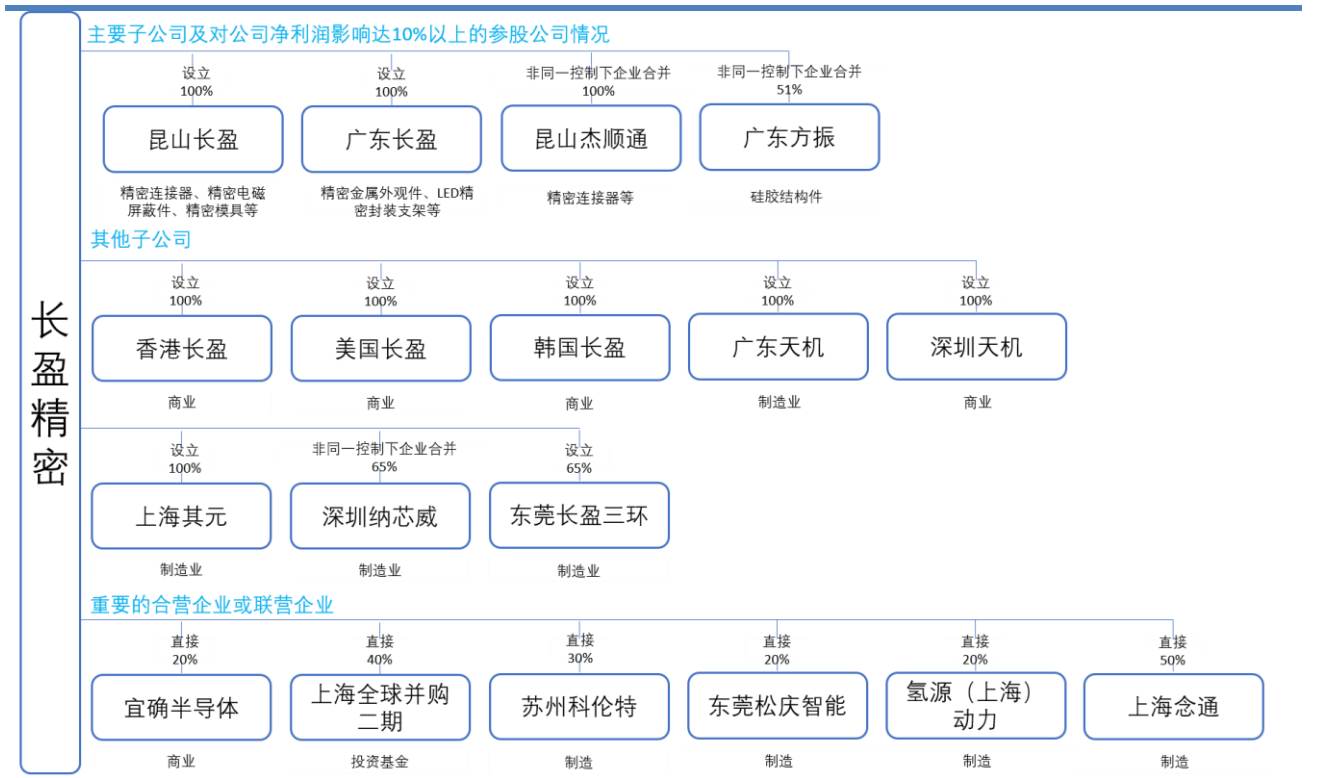 长盈精密
主要子公司及对公司净利润影响达10%以上的参股公司情况
设立
100%
昆山长盈
精密连接器、精密电磁
屏蔽件、精密模具等
设立
100%
广东长盈
精密金属外观件、LED精
密封装支架等
非同一控制下企业合并
100%
昆山杰顺通
精密连接器等
非同一控制下企业合并
51%
广东方振
硅胶结构件
其他子公司
设立
100%
香港长盈
商业
设立
100%
美国长盈
商业
设立
100%
韩国长盈
商业
设立
100%
广东天机
制造业
设立
100%
深圳天机
商业
设立
100%
上海其元
制造业
非同一控制下企业合并
65%
深圳纳芯威
制造业
设立
65%
东莞长盈三环
制造业
重要的合营企业或联营企业
直接
20%
宜确半导体
商业
直接
40%
上海全球并购
二期
投资基金
直接
30%
苏州科伦特
制造
直接
20%
东莞松庆智能
制造
直接
20%
氢源（上海）
动力
制造
直接
50%
上海念通
制造